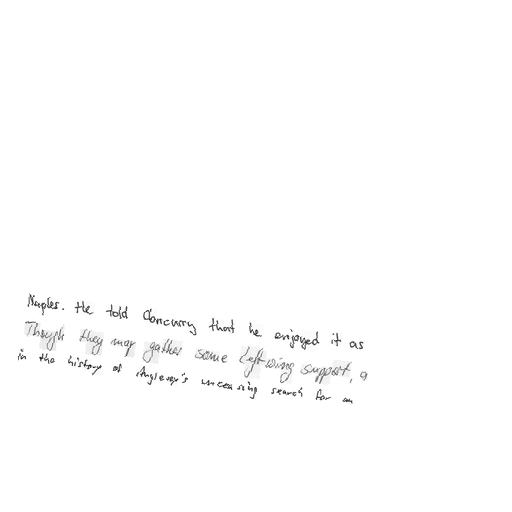 Naples. He told Clancurry that he enjoyed it as
Though they may gather some Left-wing support, a
in the history of Anglesey's unceasing search for an